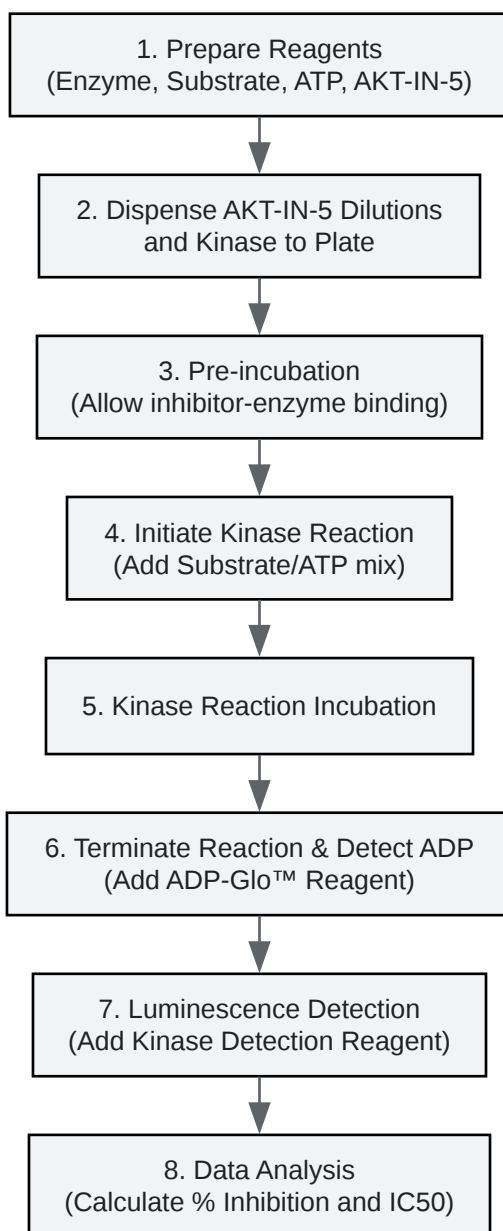 1. Prepare Reagents
(Enzyme, Substrate, ATP, AKT-IN-5)
2. Dispense AKT-IN-5 Dilutions
and Kinase to Plate
3. Pre-incubation
(Allow inhibitor-enzyme binding)
4. Initiate Kinase Reaction
(Add Substrate/ATP mix)
5. Kinase Reaction Incubation
6. Terminate Reaction & Detect ADP
(Add ADP-Glo™ Reagent)
7. Luminescence Detection
(Add Kinase Detection Reagent)
8. Data Analysis
(Calculate % Inhibition and IC50)